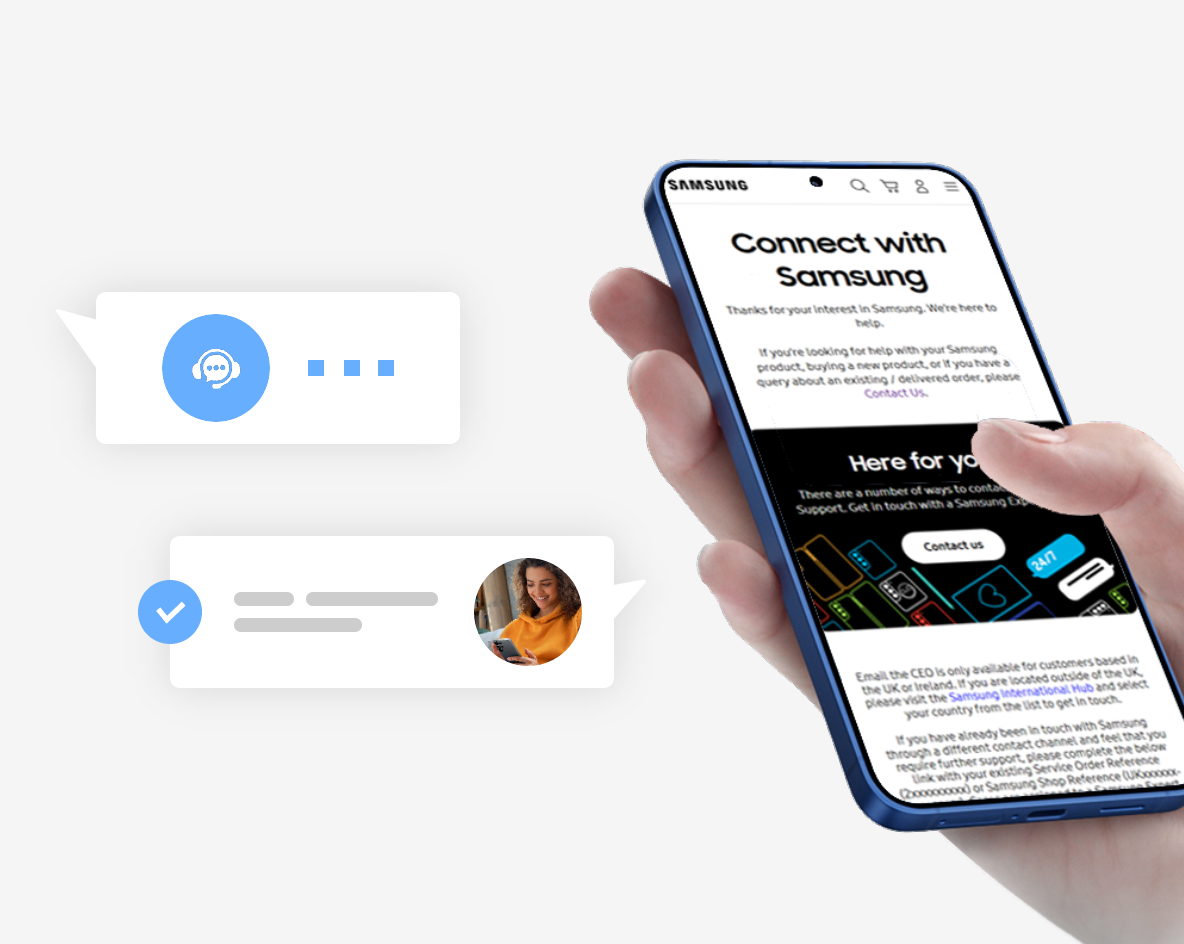 SAMSUNG
Connect with
Samsung
Thanks for your interest in Samsung. We're here to
help.
If you're looking for help with your Samsung
product, buying a new product, or if you have a
query about an existing / delivered order, please
Contact Us.
Here for yo
There are a number of ways to contac
Support. Get in touch with a Samsung Exp
Contact us
24/7
Email the CEO is only available for customers based in
the UK or Ireland. If you are located outside of the UK,
please visit the Samsung International Hub and select
your country from the list to get in touch.
If you have already been in touch with Samsung
through a different contact channel and feel that you
require further support, please complete the below
link with your existing Service Order Reference
(2xxxxxxxxx) or Samsung Shop Reference (UKxxxxxx-